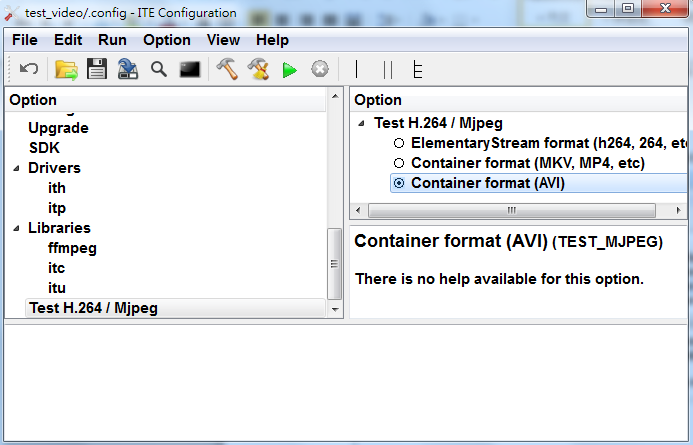 test_video/.config - ITE Configuration
File Edit Run Option View Help
Option
Upgrade
SDK
Drivers
ith
itp
Libraries
ffmpeg
itc
itu
Test H.264 / Mjpeg
Option
Test H.264 / Mjpeg
ElementaryStream format (h264, 264, etc
Container format (MKV, MP4, etc)
Container format (AVI)
Container format (AVI) (TEST_MJPEG)
There is no help available for this option.